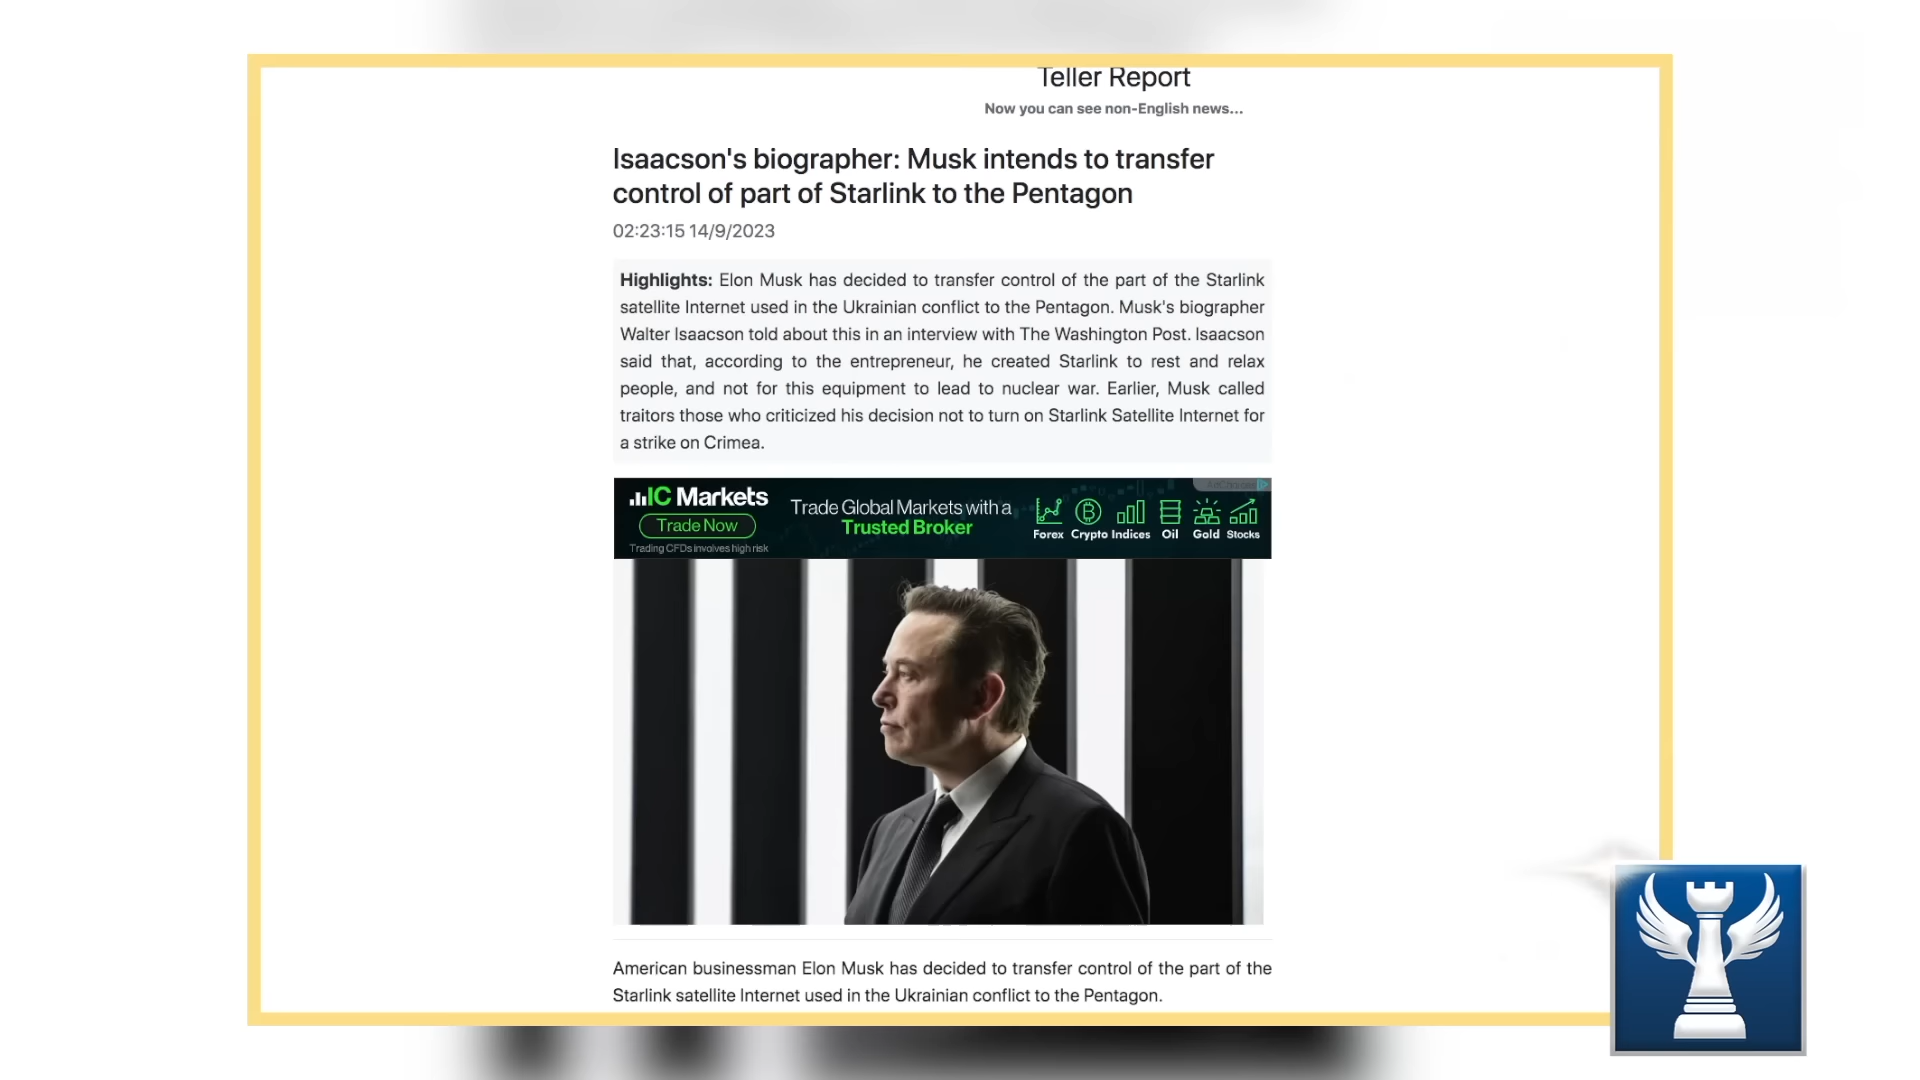 Teller Report
Now you can see non-English news...
Isaacson's biographer: Musk intends to transfer
control of part of Starlink to the Pentagon
02:23:15 14/9/2023
Highlights: Elon Musk has decided to transfer control of the part of the Starlink
satellite Internet used in the Ukrainian conflict to the Pentagon. Musk's biographer
Walter Isaacson told about this in an interview with The Washington Post. Isaacson
said that, according to the entrepreneur, he created Starlink to rest and relax
people, and not for this equipment to lead to nuclear war. Earlier, Musk called
traitors those who criticized his decision not to turn on Starlink Satellite Internet for
a strike on Crimea.
IC Markets
Trade Now
Trading CFDs involves high risk
Trade Global Markets with a
Trusted Broker
Forex Crypto Indices Oil Gold Stocks
American businessman Elon Musk has decided to transfer control of the part of the
Starlink satellite Internet used in the Ukrainian conflict to the Pentagon.